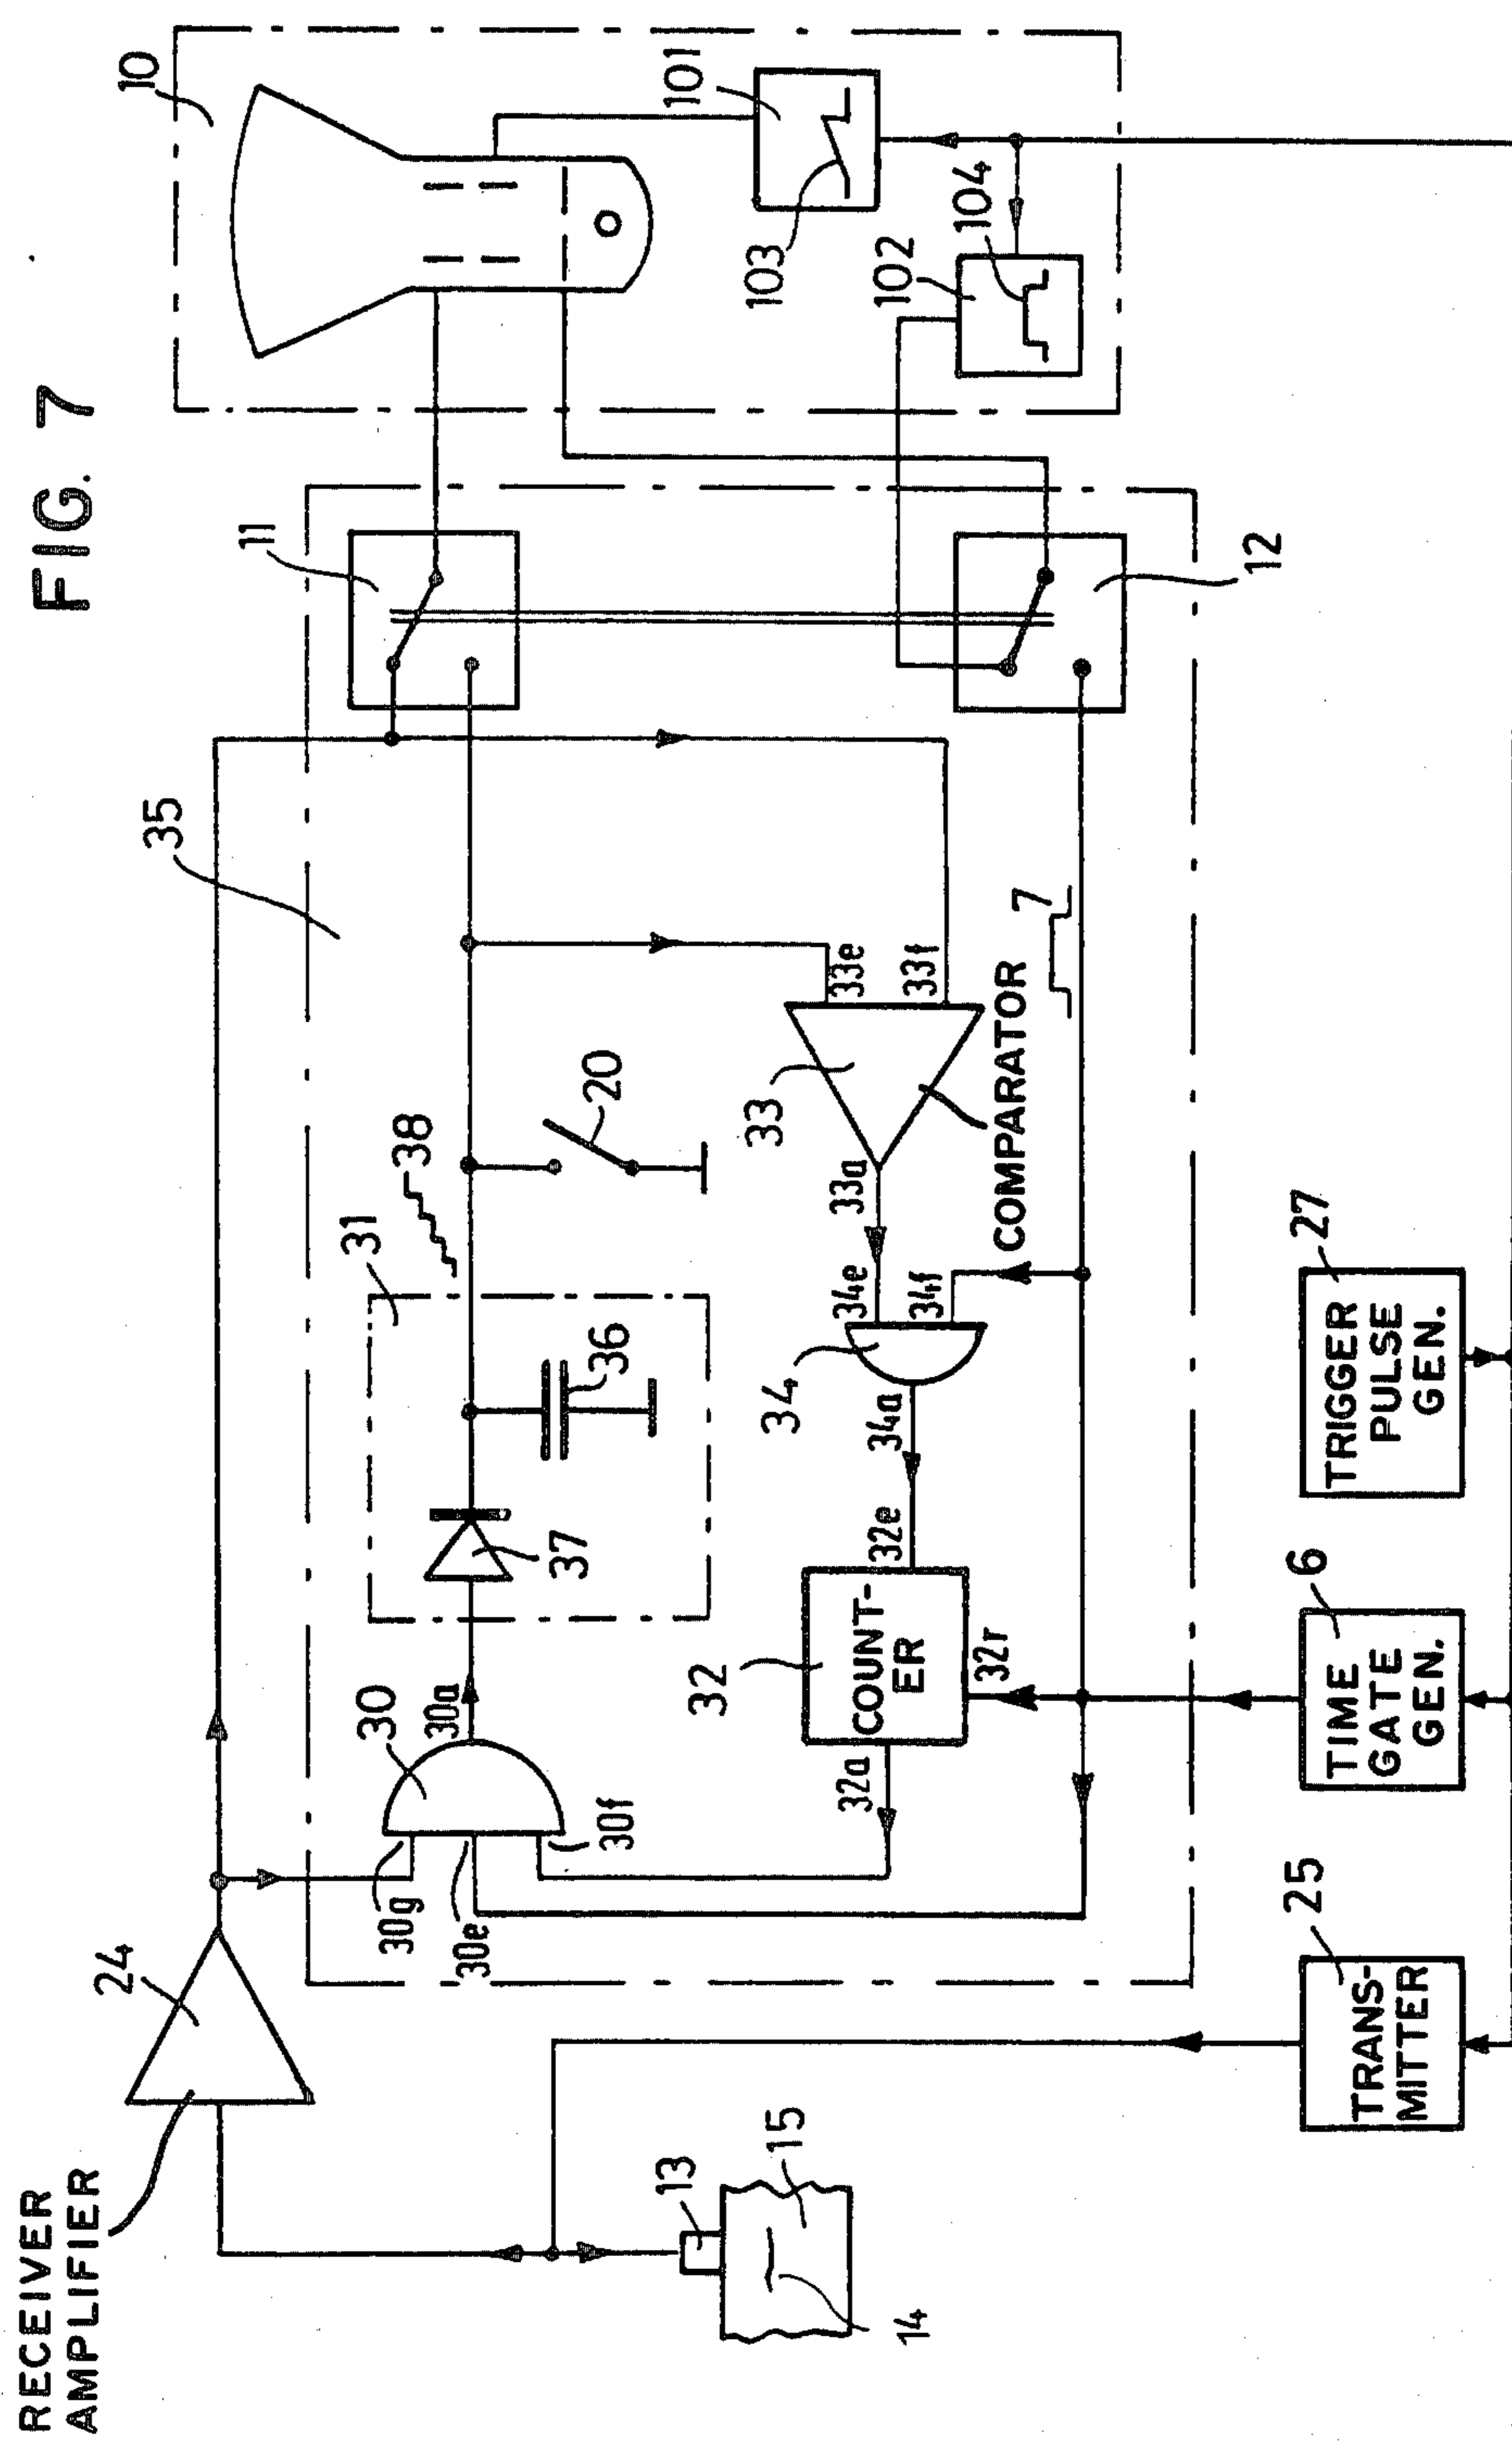 FIG. 7
RECEIVER
AMPLIFIER
24
35
10
11
30g
30e
30f
30
30a
31
37
36
38
20
101
103
102
104
13
15
14
32
32a
COUNT-
ER
32e
32r
34
34a
34e
34f
33
33a
33e
33f
COMPARATOR
7
12
25
TRANS-
MITTER
6
TIME
GATE
GEN.
27
TRIGGER
PULSE
GEN.